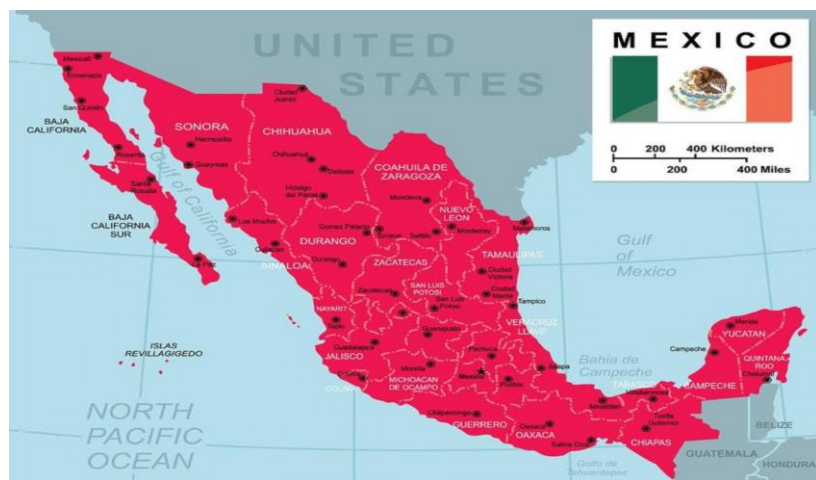 UNITED
STATES
MEXICO
0 200 400 Kilometers
0 200 400 Miles
Mexicali
Ensenada
San Quintin
BAJA
CALIFORNIA
SONORA
Hermosillo
Guaymas
Rosarito
Santa
Rosalia
Gulf of California
BAJA
CALIFORNIA
SUR
La Paz
Ciudad
Juarez
CHIHUAHUA
Chihuahua
Delicias
Hidalgo
del Parral
COAHUILA DE
ZARAGOZA
Monclova
NUEVO
LEON
Monterrey
Saltillo
Matamoros
Los Mochis
Culiacan
SINALOA
Gomez Palacio
Torreon
DURANGO
Durango
ZACATECAS
Zacatecas
TAMAULIPAS
Ciudad
Victoria
Ciudad
Mante
Tampico
SAN LUIS
POTOSI
San Luis
Potosi
Gulf
of Mexico
NAYARIT
Tepic
Guanajuato
Guadalajara
JALISCO
VERACRUZ
LLAVE
Pachuca
Jalapa
Morelia
Mexico
Puebla
COLIMA
MICHOACAN
DE OCAMPO
Chilpancingo
GUERRERO
Oaxaca
OAXACA
Salina Cruz
Bahia de
Campeche
Minatitlan
TABASCO
Villahermosa
Tuxtla
Gutierrez
CHIAPAS
Golfo de
Tehuantepec
Merida
YUCATAN
Campeche
CAMPECHE
QUINTANA
ROO
Chetumal
BELIZE
GUATEMALA
HONDURA
ISLAS
REVILLAGIGEDO
NORTH
PACIFIC
OCEAN